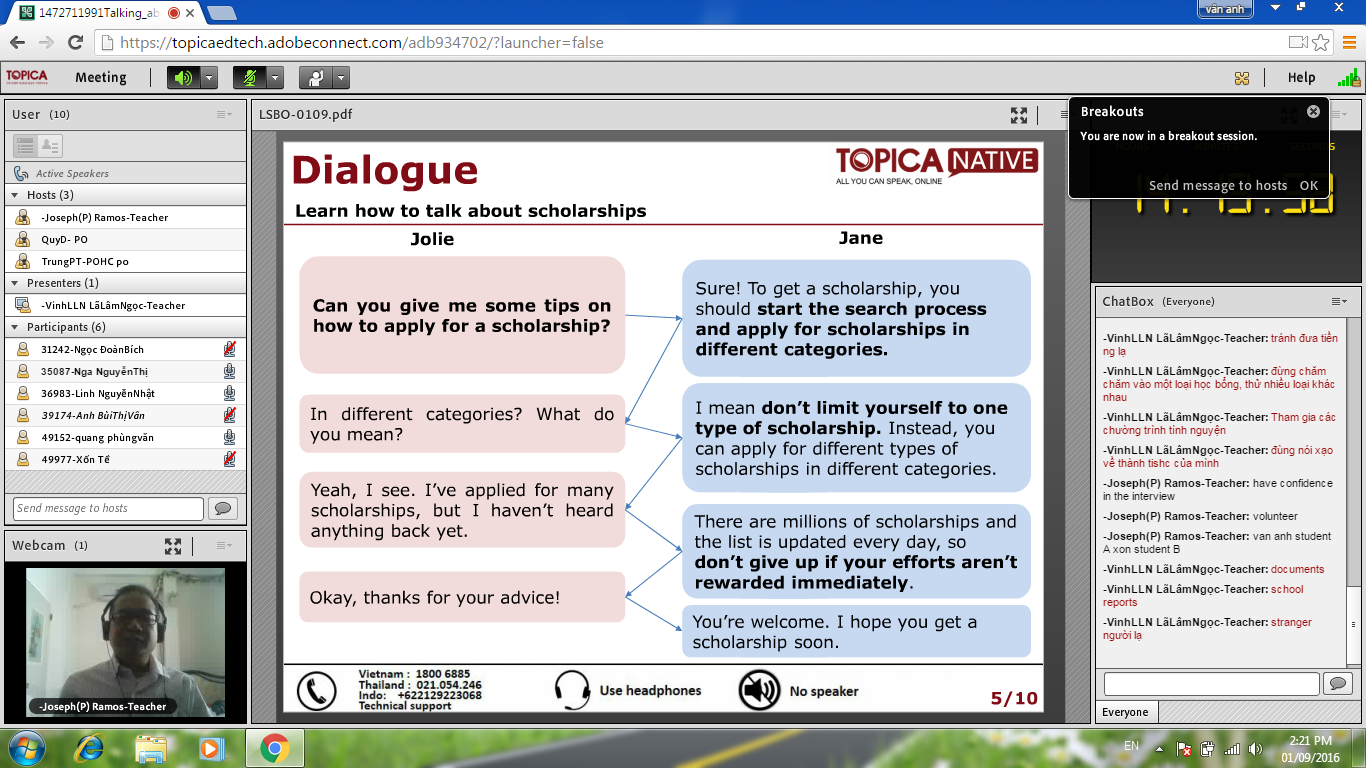 1472711991Talking_ab
vân anh
https://topicaedtech.adobeconnect.com/adb934702/?launcher=false
TOPICA
Meeting
Help
User (10)
Active Speakers
Hosts (3)
-Joseph(P) Ramos-Teacher
QuyD- PO
TrungPT-POHC po
Presenters (1)
-VinhLLN LãLâmNgọc-Teacher
Participants (6)
31242-Ngọc ĐoànBích
35087-Nga NguyễnThị
36983-Linh NguyễnNhật
39174-Anh BùiThịVân
49152-quang phùngvăn
49977-Xốn Tề
Send message to hosts
Webcam (1)
-Joseph(P) Ramos-Teacher
LSBO-0109.pdf
Dialogue
TOPICA NATIVE
ALL YOU CAN SPEAK, ONLINE
Learn how to talk about scholarships
Jolie
Jane
Can you give me some tips on
how to apply for a scholarship?
Sure! To get a scholarship, you
should start the search process
and apply for scholarships in
different categories.
In different categories? What do
you mean?
I mean don’t limit yourself to one
type of scholarship. Instead, you
can apply for different types of
scholarships in different categories.
Yeah, I see. I’ve applied for many
scholarships, but I haven’t heard
anything back yet.
There are millions of scholarships and
the list is updated every day, so
don’t give up if your efforts aren’t
rewarded immediately.
Okay, thanks for your advice!
You’re welcome. I hope you get a
scholarship soon.
Vietnam : 1800 6885
Thailand : 021.054.246
Indo: +622129223068
Technical support
Use headphones
No speaker
5/10
Breakouts
You are now in a breakout session.
Send message to hosts OK
ChatBox (Everyone)
-VinhLLN LãLâmNgọc-Teacher: tránh đưa tiếng
ng lạ
-VinhLLN LãLâmNgọc-Teacher: đừng chăm
chăm vào một loại học bổng, thử nhiều loại khác
nhau
-VinhLLN LãLâmNgọc-Teacher: Tham gia các
chường trình tình nguyện
-VinhLLN LãLâmNgọc-Teacher: đùng nói xạo
về thành tishc của mình
-Joseph(P) Ramos-Teacher: have confidence
in the interview
-Joseph(P) Ramos-Teacher: volunteer
-Joseph(P) Ramos-Teacher: van anh student
A xon student B
-VinhLLN LãLâmNgọc-Teacher: documents
-VinhLLN LãLâmNgọc-Teacher: school
reports
-VinhLLN LãLâmNgọc-Teacher: stranger
người lạ
Everyone
EN
2:21 PM
01/09/2016